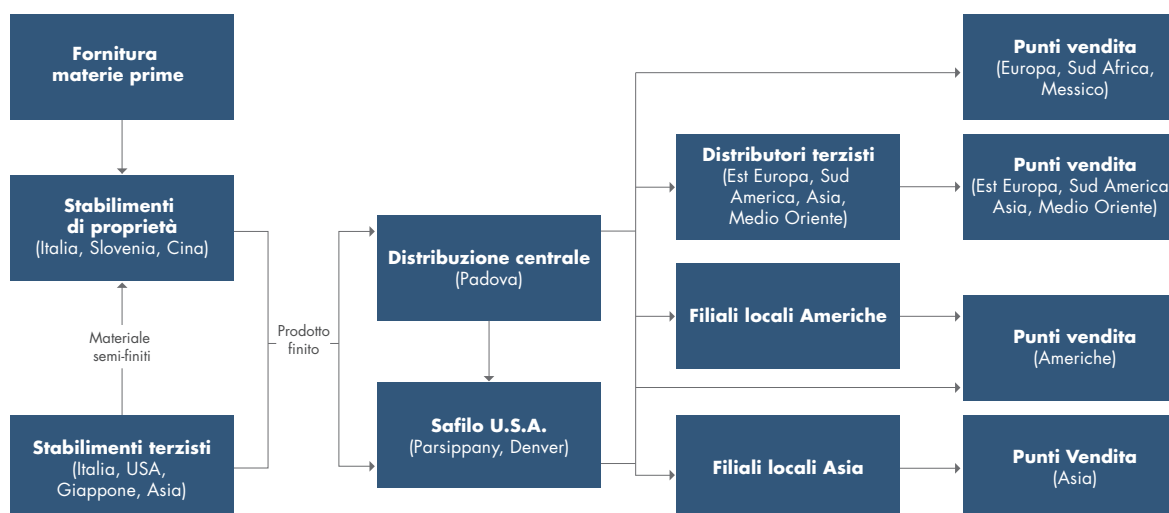 Fornitura
materie prime
Stabilimenti
di proprietà
(Italia, Slovenia, Cina)
Materiale
semi-finiti
Stabilimenti terzisti
(Italia, USA,
Giappone, Asia)
Prodotto
finito
Distribuzione centrale
(Padova)
Safilo U.S.A.
(Parsippany, Denver)
Distributori terzisti
(Est Europa, Sud
America, Asia,
Medio Oriente)
Filiali locali Americhe
Filiali locali Asia
Punti vendita
(Europa, Sud Africa,
Messico)
Punti vendita
(Est Europa, Sud America
Asia, Medio Oriente)
Punti vendita
(Americhe)
Punti Vendita
(Asia)